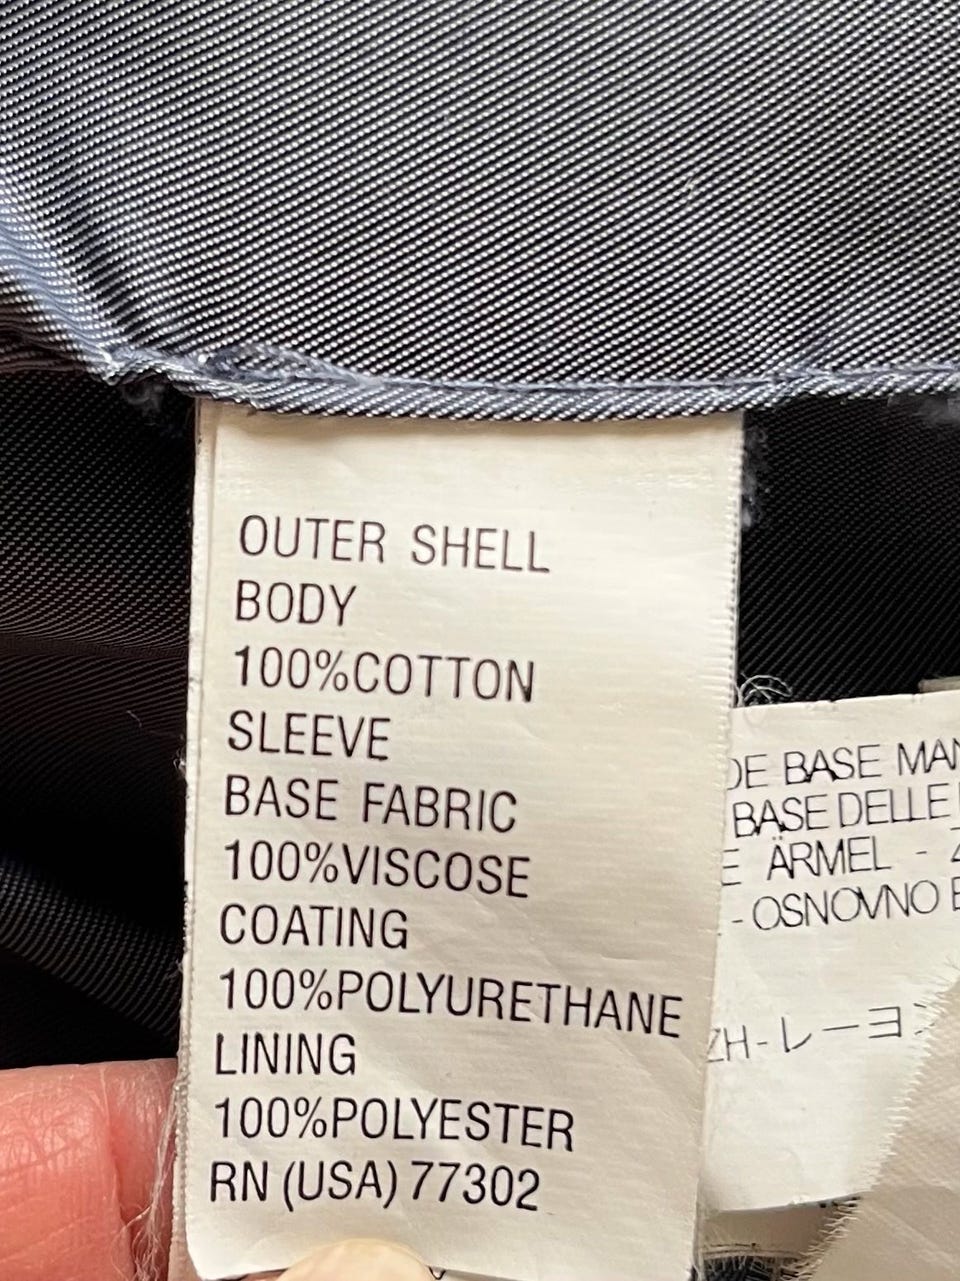 OUTER SHELL
BODY
100%COTTON
SLEEVE
BASE FABRIC
100%VISCOSE
COATING
100%POLYURETHANE
LINING
100%POLYESTER
RN (USA) 77302
DE BASE
BASE DELLE
ÄRMEL -
- OSNOVNO